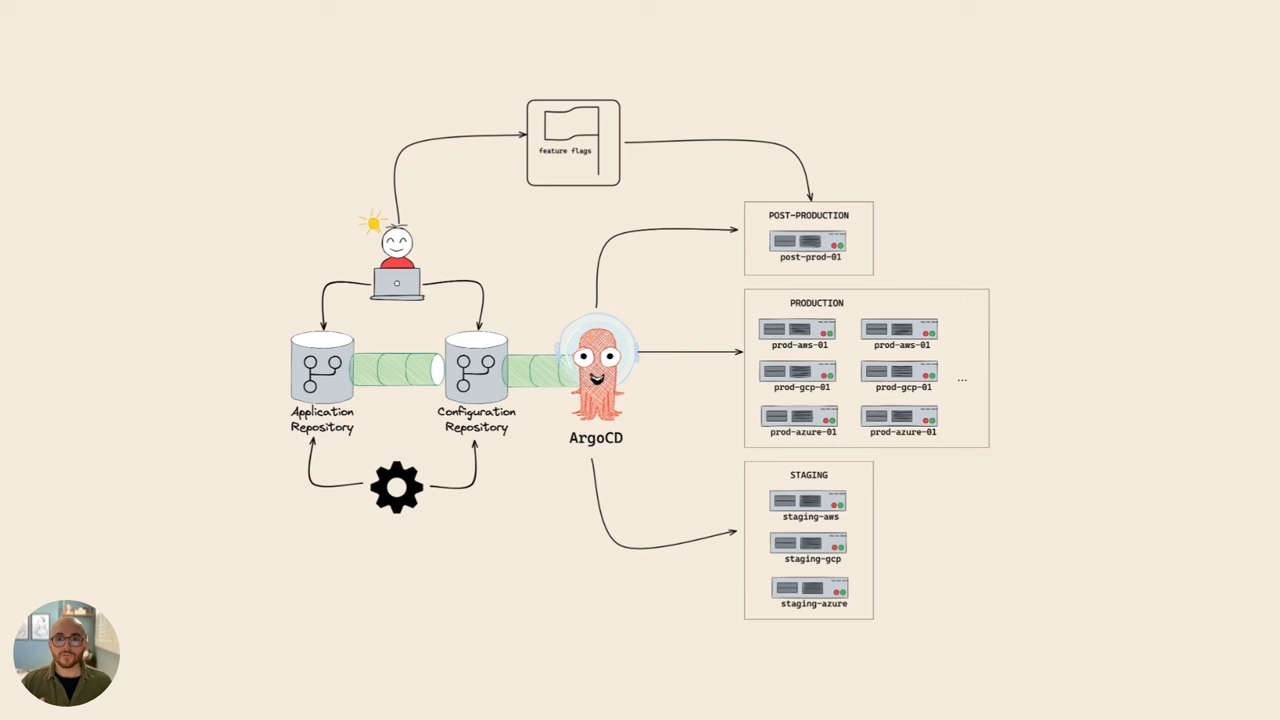 feature flags
POST-PRODUCTION
post-prod-01
PRODUCTION
prod-aws-01
prod-aws-01
prod-gcp-01
prod-gcp-01
...
prod-azure-01
prod-azure-01
Application
Repository
Configuration
Repository
ArgoCD
STAGING
staging-aws
staging-gcp
staging-azure